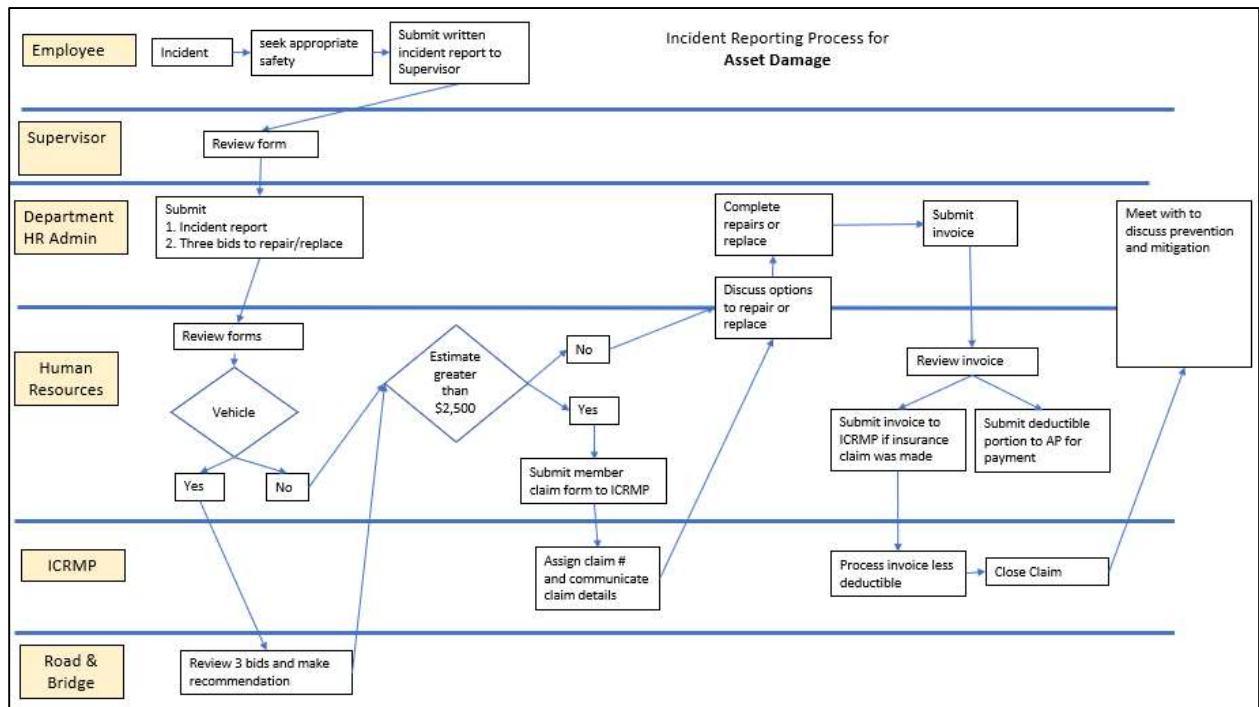 Incident Reporting Process for
Asset Damage
Employee
Incident
seek appropriate
safety
Submit written
incident report to
Supervisor
Supervisor
Review form
Department
HR Admin
Submit
1. Incident report
2. Three bids to repair/replace
Complete
repairs or
replace
Submit
invoice
Meet with to
discuss prevention
and mitigation
Discuss options
to repair or
replace
Human
Resources
Review forms
Vehicle
Yes
No
Estimate
greater
than
$2,500
No
Yes
Submit member
claim form to ICRMP
Review invoice
Submit invoice to
ICRMP if insurance
claim was made
Submit deductible
portion to AP for
payment
ICRMP
Assign claim #
and communicate
claim details
Process invoice less
deductible
Close Claim
Road &
Bridge
Review 3 bids and make
recommendation